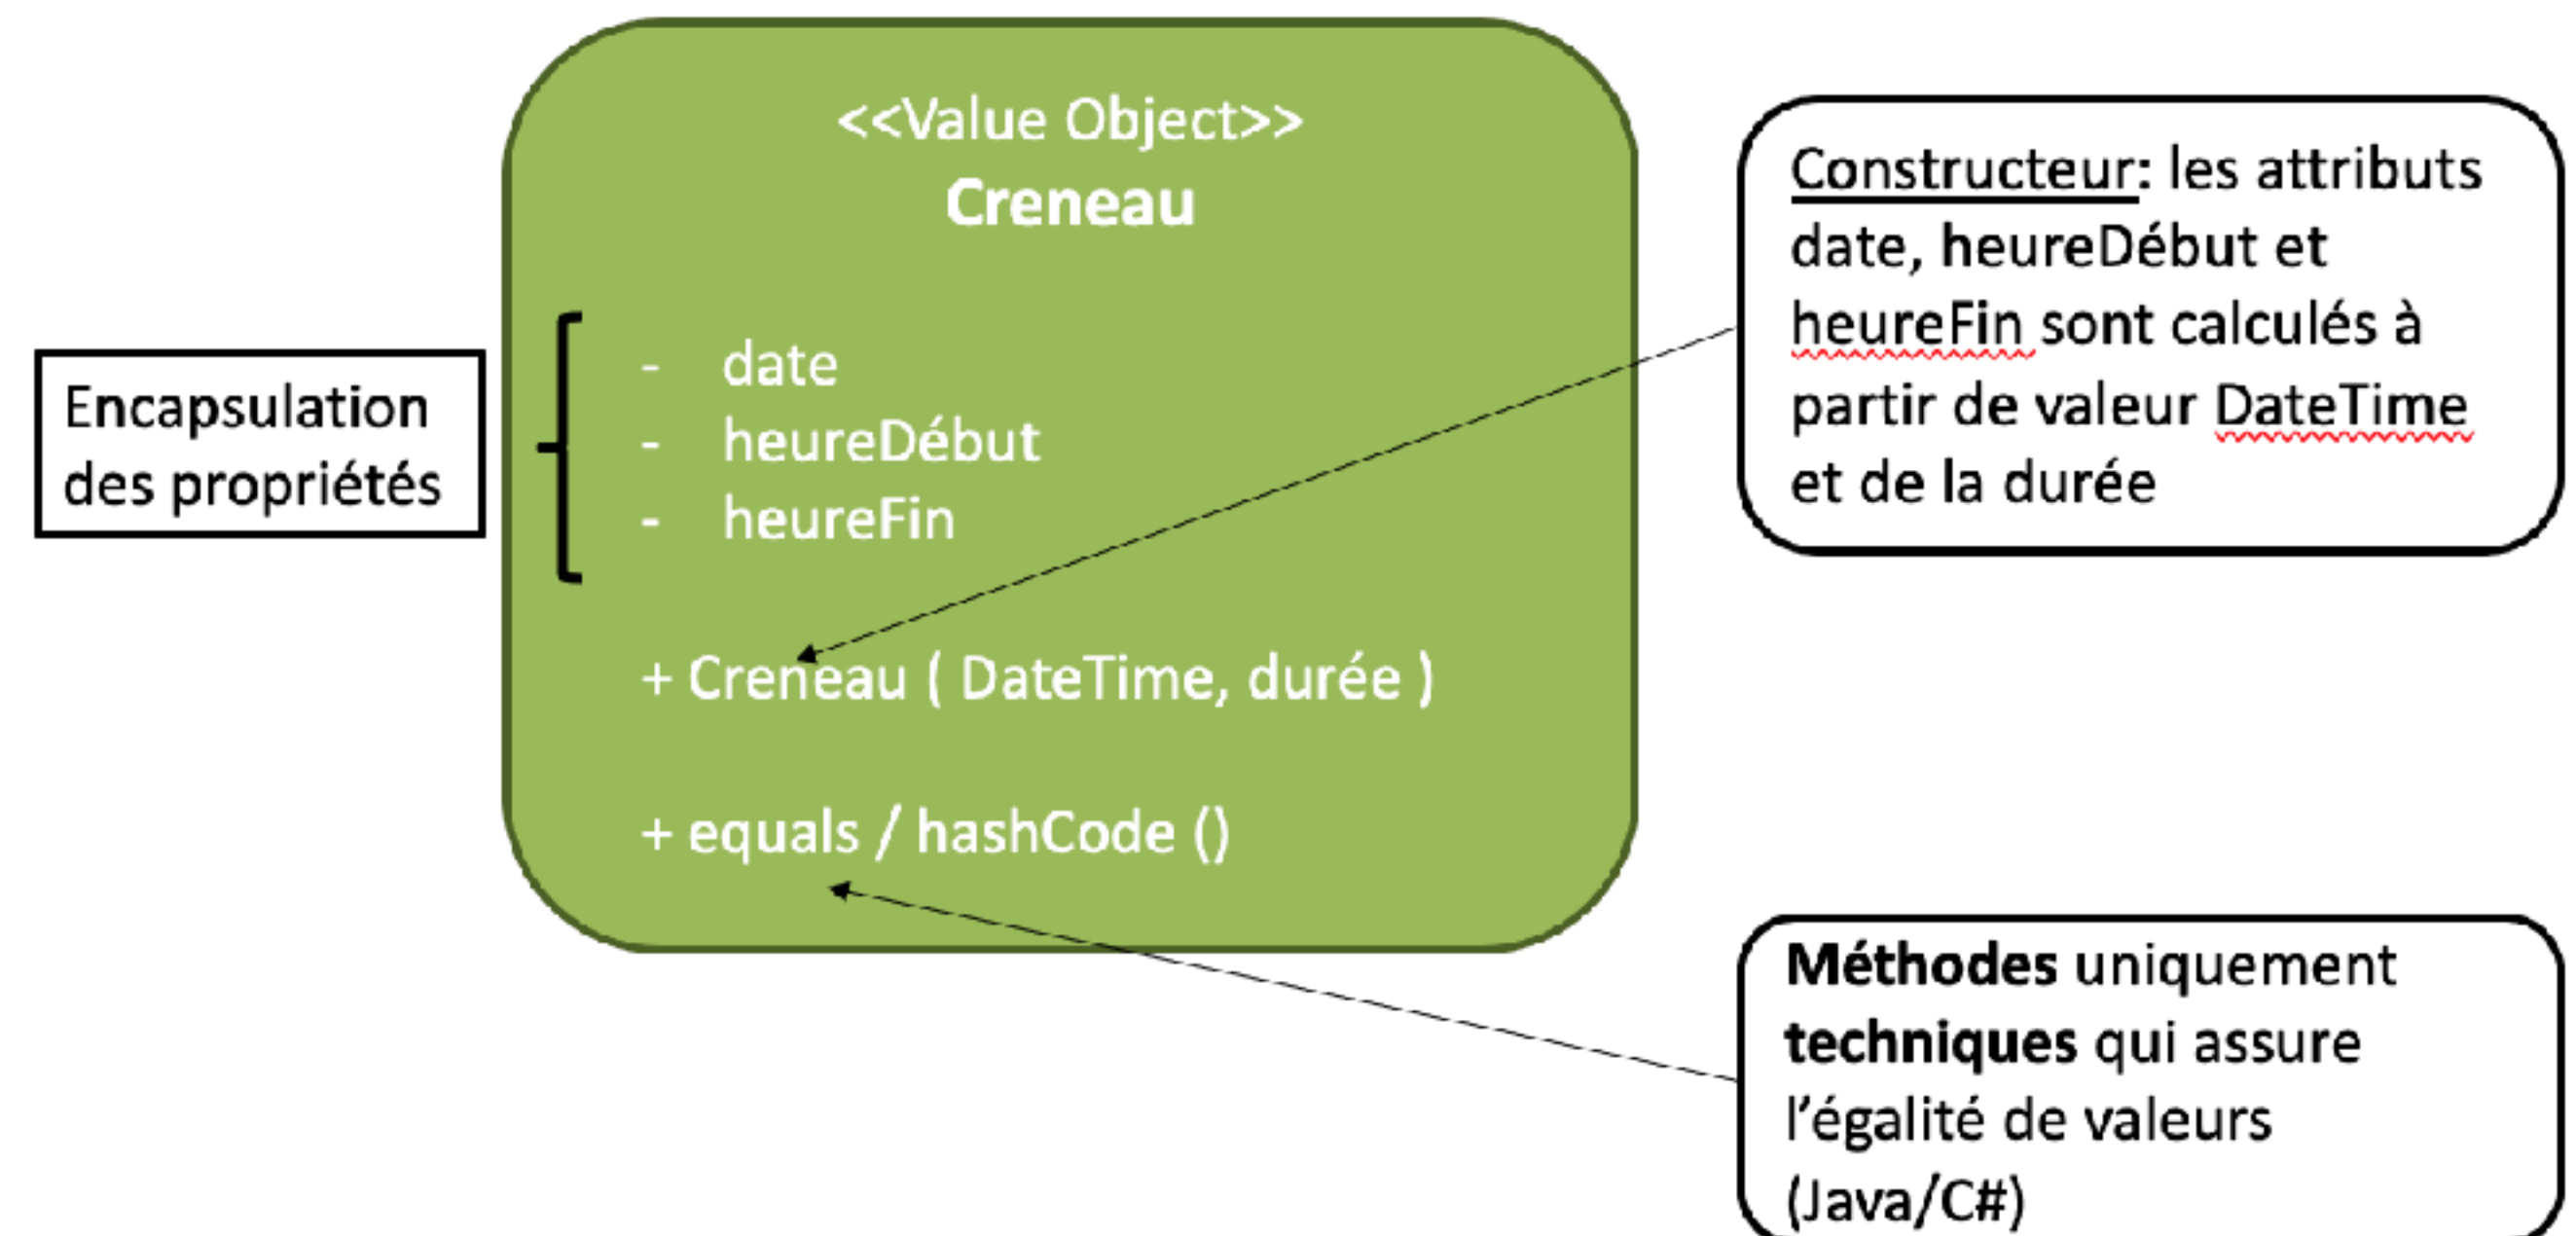 <<Value Object>>
Creneau
Encapsulation
des propriétés
- date
- heureDébut
- heureFin
+ Creneau ( DateTime, durée )
+ equals / hashCode ()
Constructeur: les attributs
date, heureDébut et
heureFin sont calculés à
partir de valeur DateTime
et de la durée
Méthodes uniquement
techniques qui assure
l’égalité de valeurs
(Java/C#)